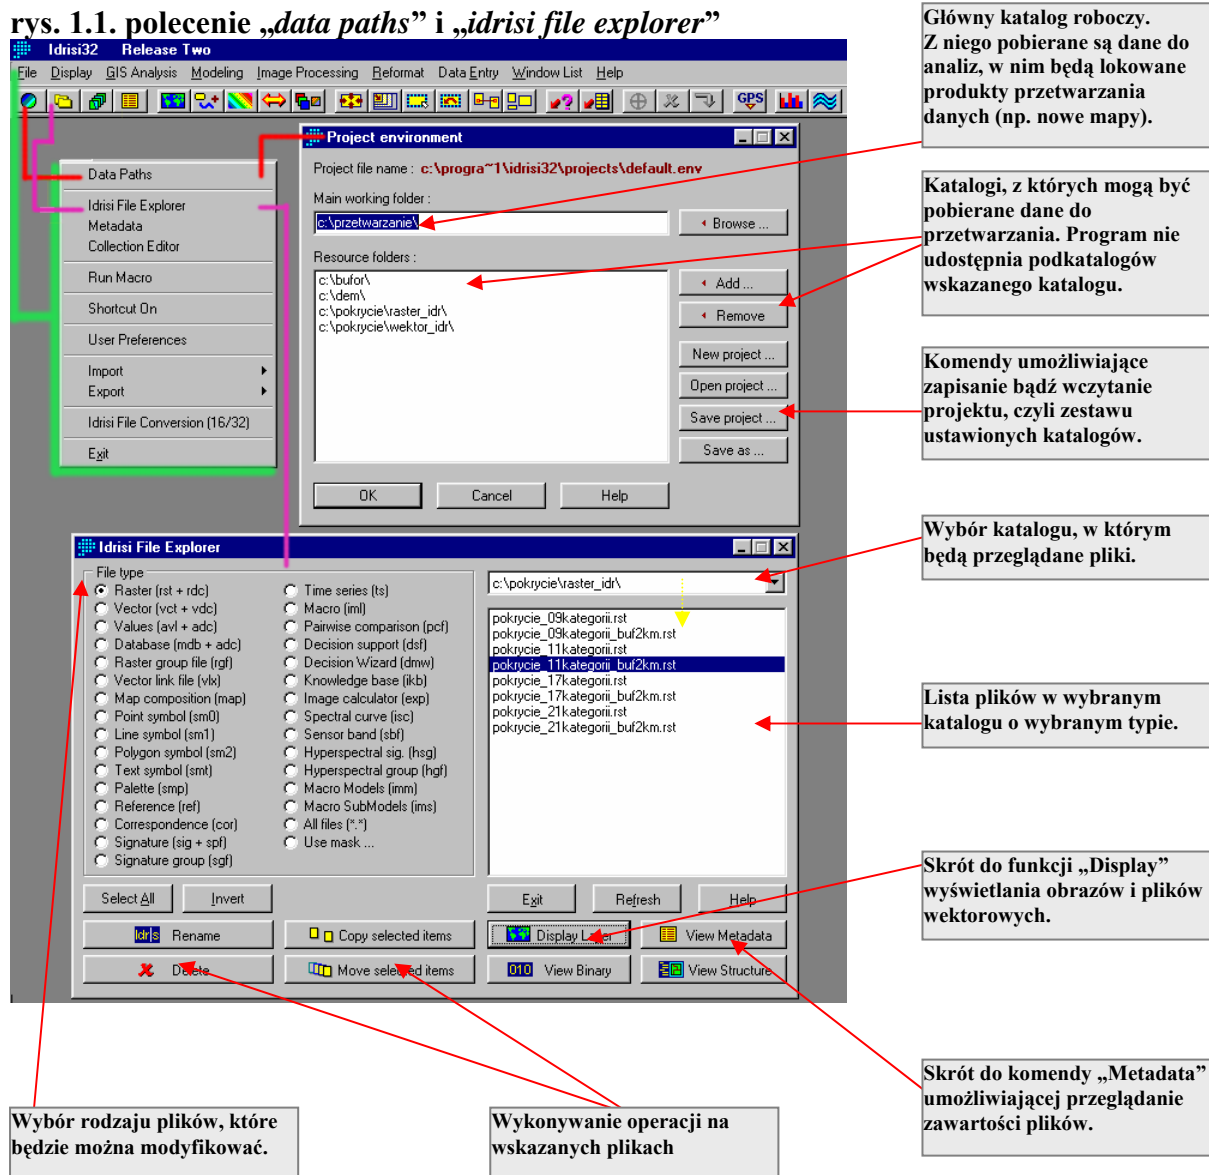 rys. 1.1. polecenie „data paths” i „idrisi file explorer”
Idrisi32 Release Two
File Display GIS Analysis Modeling Image Processing Reformat Data Entry Window List Help
GPS
Data Paths
Idrisi File Explorer
Metadata
Collection Editor
Run Macro
Shortcut On
User Preferences
Import
Export
Idrisi File Conversion (16/32)
Exit
Project environment
Project file name : c:\progra~1\idrisi32\projects\default.env
Main working folder :
c:\przetwarzanie\
Browse ...
Resource folders :
c:\bufor\
c:\dem\
c:\pokrycie\raster_idr\
c:\pokrycie\wektor_idr\
Add ...
Remove
New project ...
Open project ...
Save project ...
Save as ...
OK Cancel Help
Idrisi File Explorer
File type
Raster (rst + rdc)
Vector (vct + vdc)
Values (avl + adc)
Database (mdb + adc)
Raster group file (rgf)
Vector link file (vlx)
Map composition (map)
Point symbol (sm0)
Line symbol (sm1)
Polygon symbol (sm2)
Text symbol (smt)
Palette (smp)
Reference (ref)
Correspondence (cor)
Signature (sig + spf)
Signature group (sgf)
Time series (ts)
Macro (iml)
Pairwise comparison (pcf)
Decision support (dsf)
Decision Wizard (dmw)
Knowledge base (ikb)
Image calculator (exp)
Spectral curve (isc)
Sensor band (sbf)
Hyperspectral sig. (hsg)
Hyperspectral group (hgf)
Macro Models (imm)
Macro SubModels (ims)
All files (*.*)
Use mask ...
c:\pokrycie\raster_idr\
pokrycie_09kategorii.rst
pokrycie_09kategorii_buf2km.rst
pokrycie_11kategorii.rst
pokrycie_11kategorii_buf2km.rst
pokrycie_17kategorii.rst
pokrycie_17kategorii_buf2km.rst
pokrycie_21kategorii.rst
pokrycie_21kategorii_buf2km.rst
Select All Invert
Exit Refresh Help
Idris Rename
Copy selected items
Display Layer
View Metadata
Delete
Move selected items
010 View Binary
View Structure
Główny katalog roboczy.
Z niego pobierane są dane do
analiz, w nim będą lokowane
produkty przetwarzania
danych (np. nowe mapy).
Katalogi, z których mogą być
pobierane dane do
przetwarzania. Program nie
udostępnia podkatalogów
wskazanego katalogu.
Komendy umożliwiające
zapisanie bądź wczytanie
projektu, czyli zestawu
ustawionych katalogów.
Wybór katalogu, w którym
będą przeglądane pliki.
Lista plików w wybranym
katalogu o wybranym typie.
Skrót do funkcji „Display”
wyświetlania obrazów i plików
wektorowych.
Skrót do komendy „Metadata”
umożliwiającej przeglądanie
zawartości plików.
Wybór rodzaju plików, które
będzie można modyfikować.
Wykonywanie operacji na
wskazanych plikach